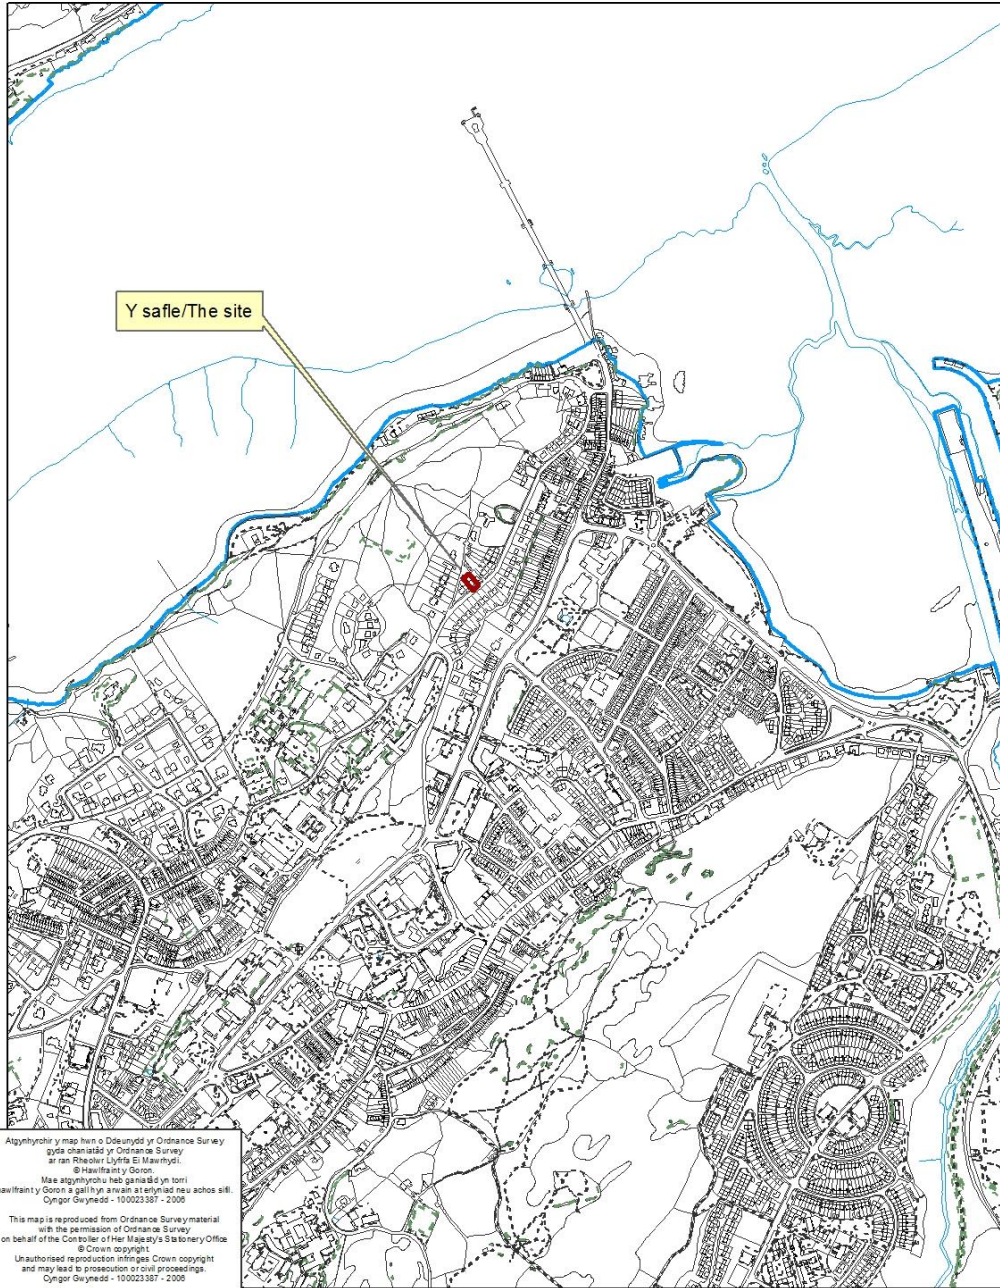 Y safle/The site
Atgynhyrchir y map hwn o Ddeunydd yr Ordnance Survey
gyda chaniatâd yr Ordnance Survey
ar ran Rheolwr Llyfrfa Ei Mawrhydi.
© Hawlfraint y Goron.
Mae atgynhyrchu heb ganiatâd yn torri
awlfraint y Goron a gall hyn arwain at erlyniad neu achos sifil.
Cyngor Gwynedd - 100023387 - 2006
This map is reproduced from Ordnance Survey material
with the permission of Ordnance Survey
on behalf of the Controller of Her Majesty's Stationery Office
© Crown copyright.
Unauthorised reproduction infringes Crown copyright
and may lead to prosecution or civil proceedings.
Cyngor Gwynedd - 100023387 - 2006